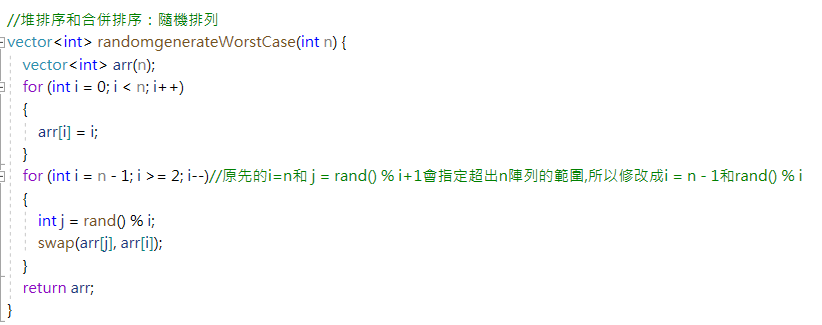 //堆排序和合併排序：隨機排列
vector<int> randomgenerateWorstCase(int n) {
vector<int> arr(n);
for (int i = 0; i < n; i++)
{
arr[i] = i;
}
for (int i = n - 1; i >= 2; i--)//原先的i=n和 j = rand() % i+1會指定超出n陣列的範圍,所以修改成i = n - 1和rand() % i
{
int j = rand() % i;
swap(arr[j], arr[i]);
}
return arr;
}